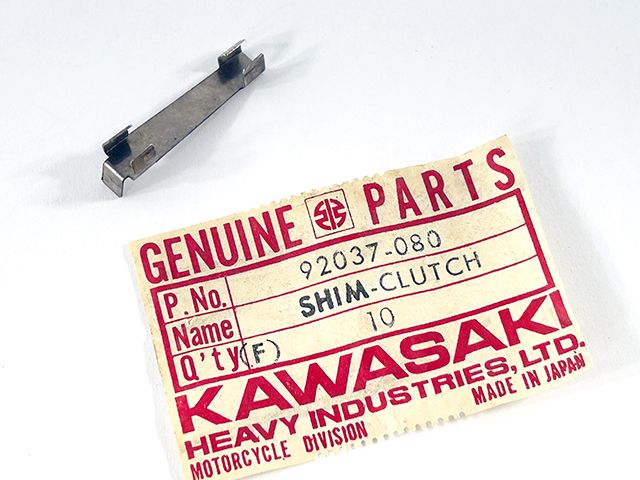 GENUINE PARTS
P. No. 92037-080
Name SHIM-CLUTCH
Q'ty(F) 10
KAWASAKI
HEAVY INDUSTRIES, LTD.
MOTORCYCLE DIVISION MADE IN JAPAN